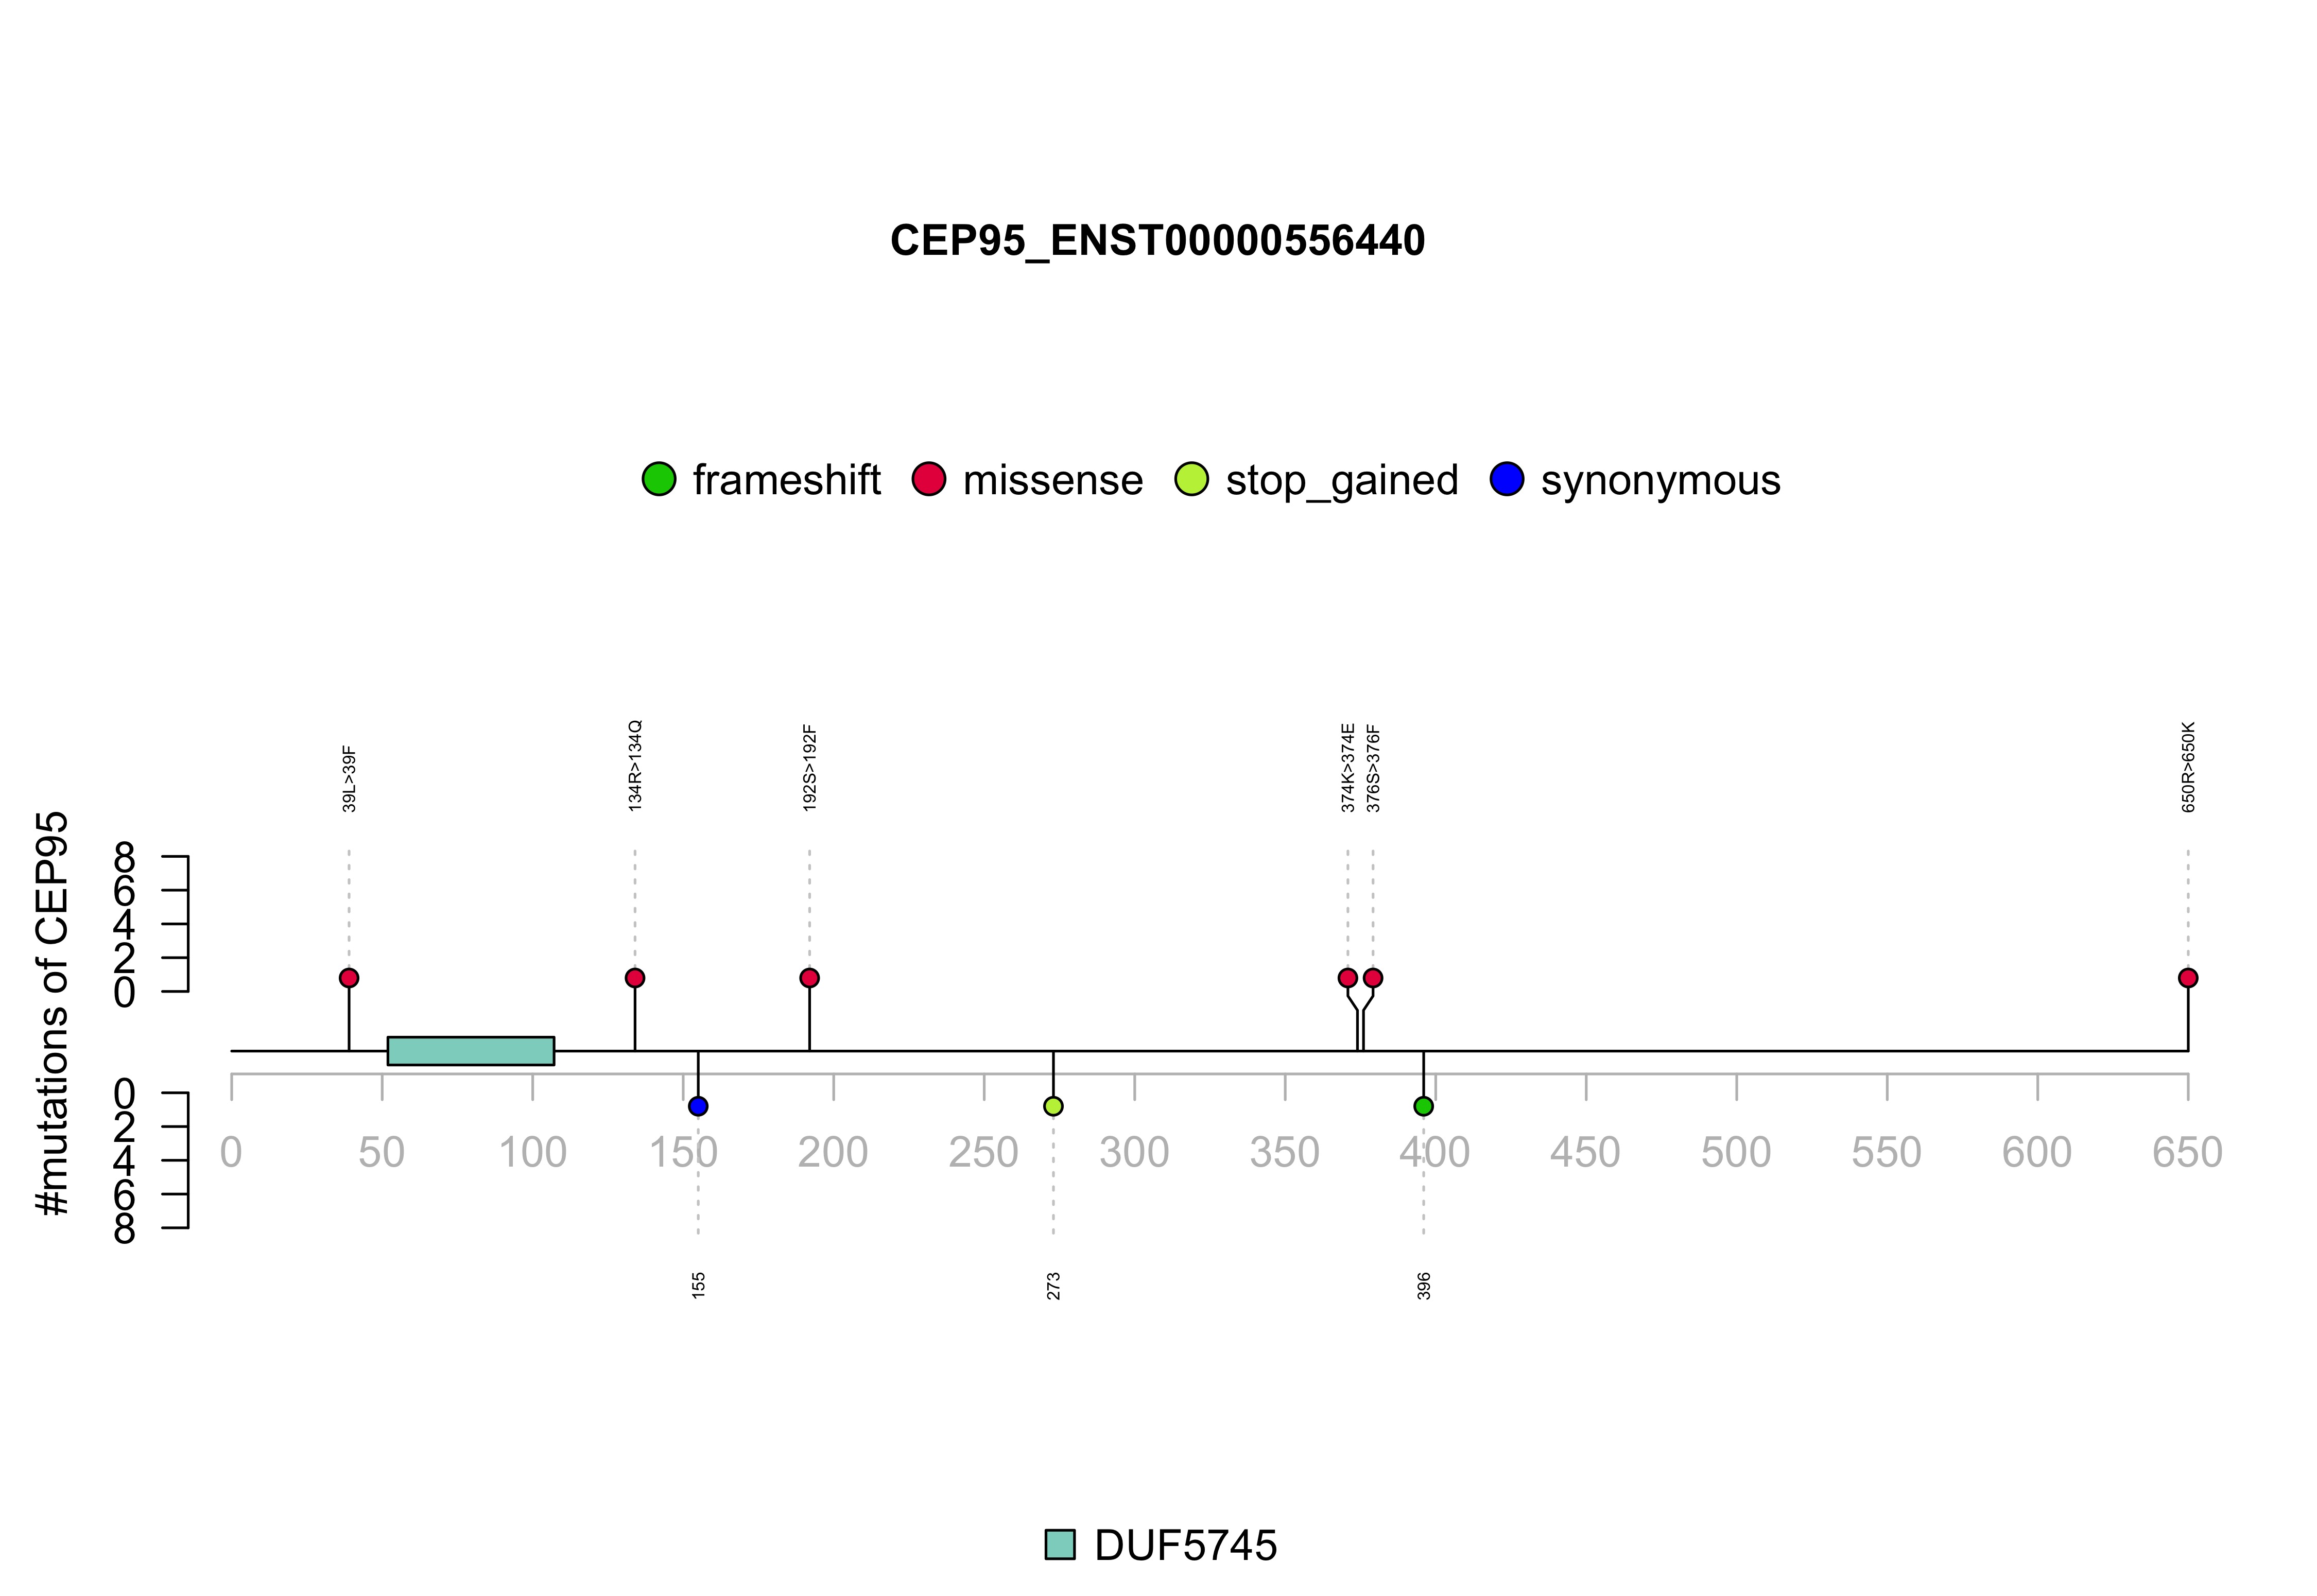 CEP95_ENST00000556440
frameshift missense stop_gained synonymous
39L>39F 134R>134Q 192S>192F 374K>374E 376S>376F 650R>650K
#mutations of CEP95
8
6
4
2
0
0
2
4
6
8
0 50 100 150 200 250 300 350 400 450 500 550 600 650
155 273 396
DUF5745